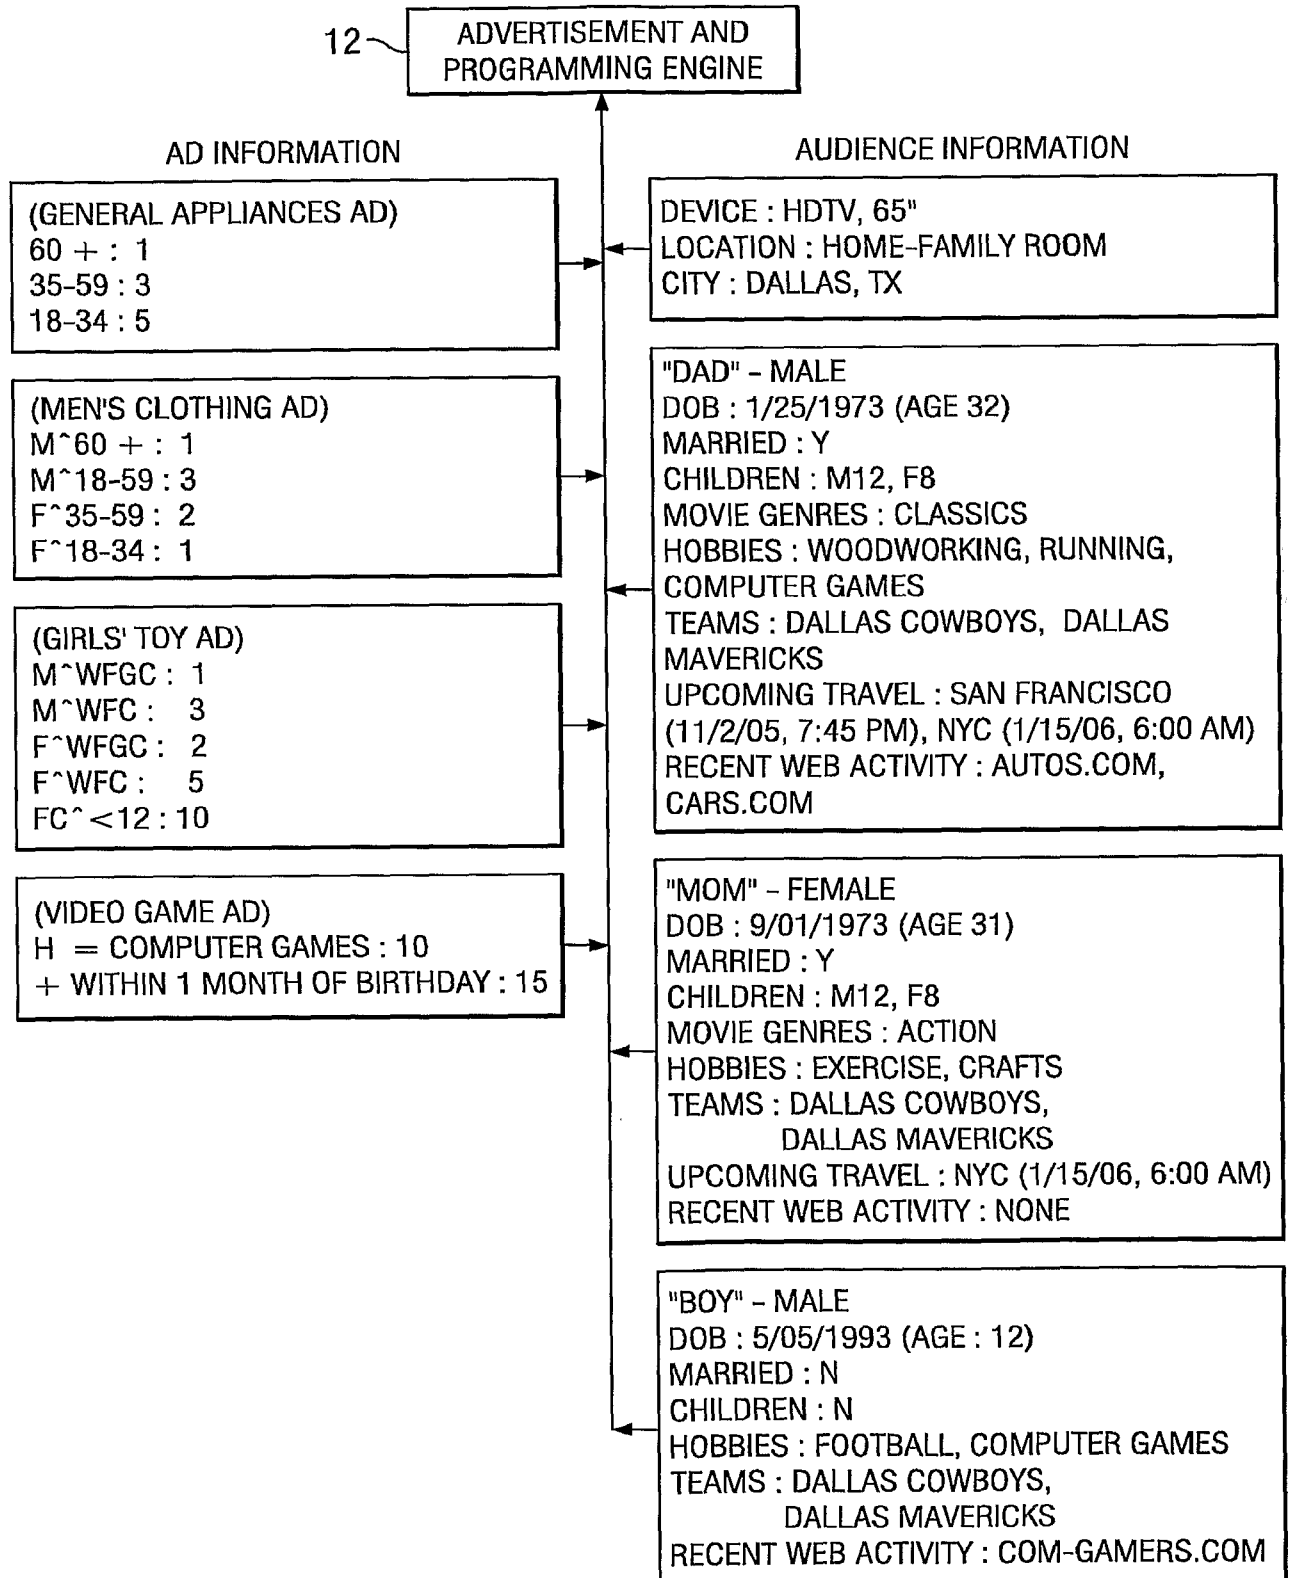 12
ADVERTISEMENT AND
PROGRAMMING ENGINE
AD INFORMATION
(GENERAL APPLIANCES AD)
60 + : 1
35-59 : 3
18-34 : 5
(MEN'S CLOTHING AD)
M^60 + : 1
M^18-59 : 3
F^35-59 : 2
F^18-34 : 1
(GIRLS' TOY AD)
M^WFGC : 1
M^WFC : 3
F^WFGC : 2
F^WFC : 5
FC^ <12 : 10
(VIDEO GAME AD)
H = COMPUTER GAMES : 10
+ WITHIN 1 MONTH OF BIRTHDAY : 15
AUDIENCE INFORMATION
DEVICE : HDTV, 65"
LOCATION : HOME-FAMILY ROOM
CITY : DALLAS, TX
"DAD" - MALE
DOB : 1/25/1973 (AGE 32)
MARRIED : Y
CHILDREN : M12, F8
MOVIE GENRES : CLASSICS
HOBBIES : WOODWORKING, RUNNING,
COMPUTER GAMES
TEAMS : DALLAS COWBOYS, DALLAS
MAVERICKS
UPCOMING TRAVEL : SAN FRANCISCO
(11/2/05, 7:45 PM), NYC (1/15/06, 6:00 AM)
RECENT WEB ACTIVITY : AUTOS.COM,
CARS.COM
"MOM" - FEMALE
DOB : 9/01/1973 (AGE 31)
MARRIED : Y
CHILDREN : M12, F8
MOVIE GENRES : ACTION
HOBBIES : EXERCISE, CRAFTS
TEAMS : DALLAS COWBOYS,
DALLAS MAVERICKS
UPCOMING TRAVEL : NYC (1/15/06, 6:00 AM)
RECENT WEB ACTIVITY : NONE
"BOY" - MALE
DOB : 5/05/1993 (AGE : 12)
MARRIED : N
CHILDREN : N
HOBBIES : FOOTBALL, COMPUTER GAMES
TEAMS : DALLAS COWBOYS,
DALLAS MAVERICKS
RECENT WEB ACTIVITY : COM-GAMERS.COM